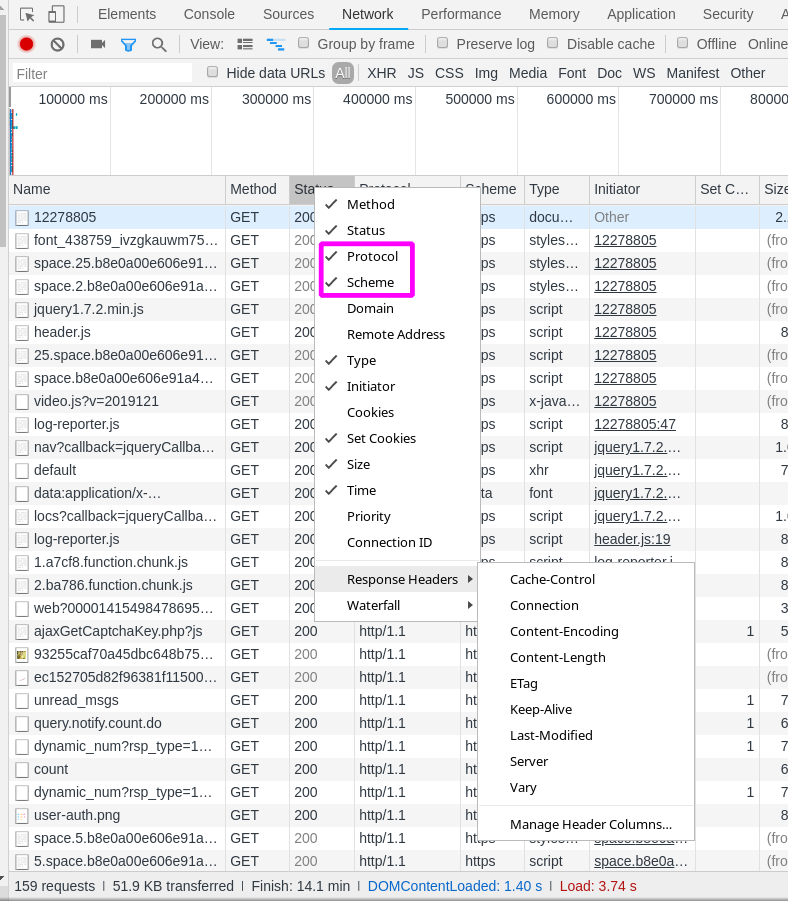 Elements Console Sources Network Performance Memory Application Security
View: Group by frame Preserve log Disable cache Offline Online
Filter Hide data URLs All XHR JS CSS Img Media Font Doc WS Manifest Other
100000 ms 200000 ms 300000 ms 400000 ms 500000 ms 600000 ms 700000 ms 80000
Name Method Status Protocol Scheme Type Initiator Set C… Size
12278805 GET 200 ps docu… Other 2.
font_438759_ivzgkauwm75… GET 200 ps styles… 12278805 (fro
space.25.b8e0a00e606e91… GET 200 ps styles… 12278805 (fro
space.2.b8e0a00e606e91a… GET 200 ps styles… 12278805 (fro
jquery1.7.2.min.js GET 200 ps script 12278805 (fro
header.js GET 200 ps script 12278805 8
25.space.b8e0a00e606e91… GET 200 ps script 12278805 (fro
space.b8e0a00e606e91a4… GET 200 ps script 12278805 (fro
video.js?v=2019121 GET 200 ps x-java… 12278805 (fro
log-reporter.js GET 200 ps script 12278805:47 8
nav?callback=jqueryCallba… GET 200 ps script jquery1.7.2.… 1.
default GET 200 ps xhr jquery1.7.2.… 7
data:application/x-… GET 200 ta font jquery1.7.2.…
locs?callback=jqueryCallba… GET 200 ps script jquery1.7.2.… 1.
log-reporter.js GET 200 ps script header.js:19 8
1.a7cf8.function.chunk.js GET 200 ps script log-reporter.j 8
2.ba786.function.chunk.js GET 200 8
web?00001415498478695… GET 200 3
ajaxGetCaptchaKey.php?js GET 200 http/1.1 ht 1 5
93255caf70a45dbc648b75… GET 200 http/1.1 ht (fro
ec152705d82f96381f11500… GET 200 http/1.1 ht (fro
unread_msgs GET 200 http/1.1 ht 1 7
query.notify.count.do GET 200 http/1.1 ht 1 7
dynamic_num?rsp_type=1… GET 200 http/1.1 ht 1 7
count GET 200 http/1.1 ht 6
dynamic_num?rsp_type=1… GET 200 http/1.1 ht 1 7
user-auth.png GET 200 http/1.1 ht 8
space.5.b8e0a00e606e91a… GET 200 http/1.1 https styles… space.b8e0a… (fro
5.space.b8e0a00e606e91a… GET 200 http/1.1 https script space.b8e0a… (fro
Method
Status
Protocol
Scheme
Domain
Remote Address
Type
Initiator
Cookies
Set Cookies
Size
Time
Priority
Connection ID
Response Headers
Waterfall
Cache-Control
Connection
Content-Encoding
Content-Length
ETag
Keep-Alive
Last-Modified
Server
Vary
Manage Header Columns...
159 requests | 51.9 KB transferred | Finish: 14.1 min | DOMContentLoaded: 1.40 s | Load: 3.74 s